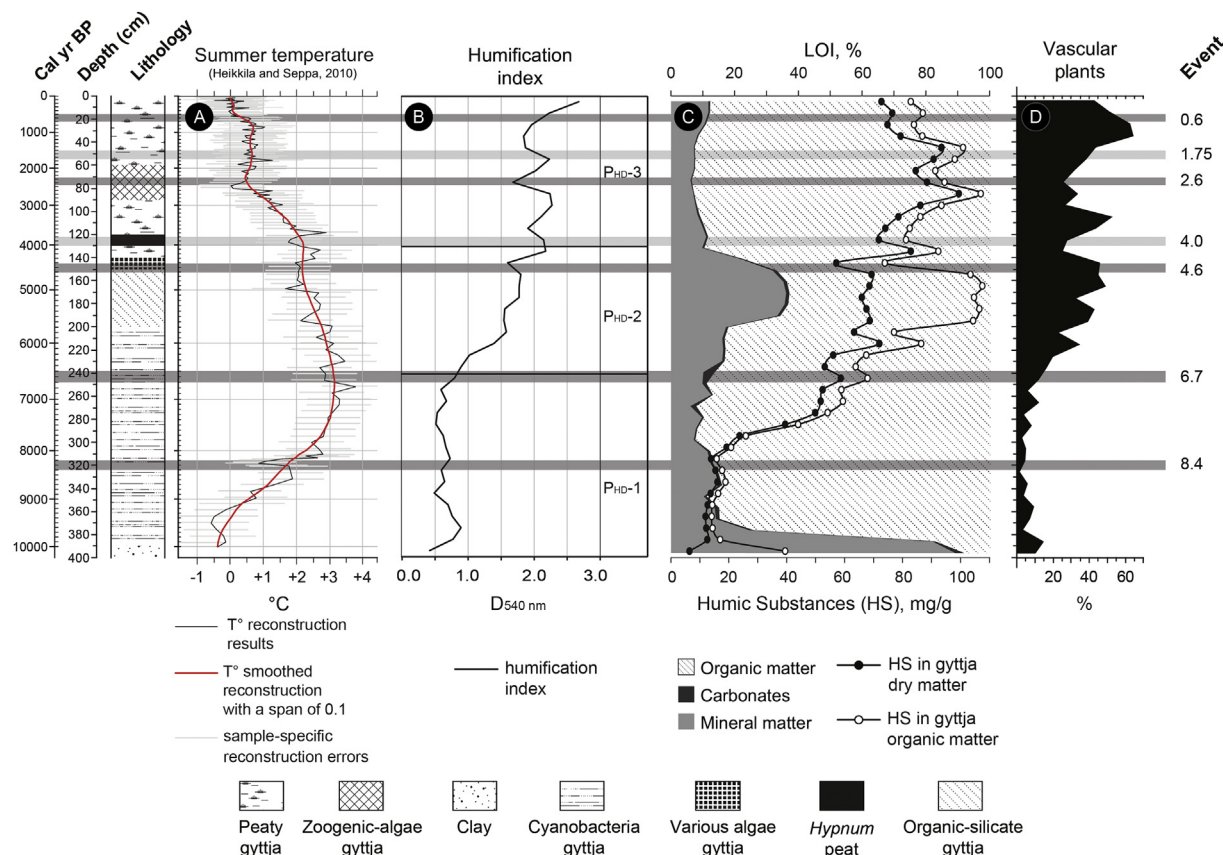 Cal yr BP
Depth (cm)
Lithology
Summer temperature
(Heikkila and Seppa, 2010)
Humification
index
LOI, %
Vascular
plants
Event
0 20 40 60 80 100
0
1000
2000
3000
4000
5000
6000
7000
8000
9000
10000
0
20
40
60
80
100
120
140
160
180
200
220
240
260
280
300
320
340
360
380
400
A
B
C
D
PHD-3
PHD-2
PHD-1
0.6
1.75
2.6
4.0
4.6
6.7
8.4
-1 0 +1 +2 +3 +4
0.0 1.0 2.0 3.0
0 20 40 60 80 100
20 40 60
°C
D540 nm
Humic Substances (HS), mg/g
%
T° reconstruction
results
T° smoothed
reconstruction
with a span of 0.1
sample-specific
reconstruction errors
humification
index
Organic matter
Carbonates
Mineral matter
HS in gyttja
dry matter
HS in gyttja
organic matter
Peaty
gyttja
Zoogenic-algae
gyttja
Clay
Cyanobacteria
gyttja
Various algae
gyttja
Hypnum
peat
Organic-silicate
gyttja